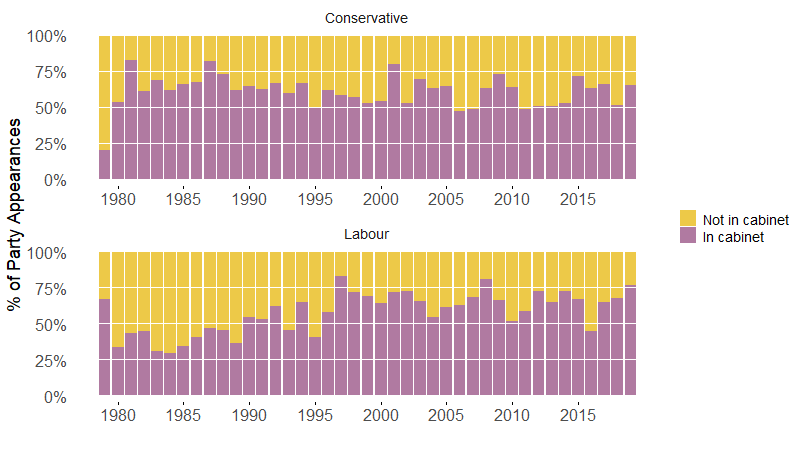 Conservative
100%
75%
50%
25%
0%
1980 1985 1990 1995 2000 2005 2010 2015
Labour
100%
75%
50%
25%
0%
1980 1985 1990 1995 2000 2005 2010 2015
% of Party Appearances
Not in cabinet
In cabinet